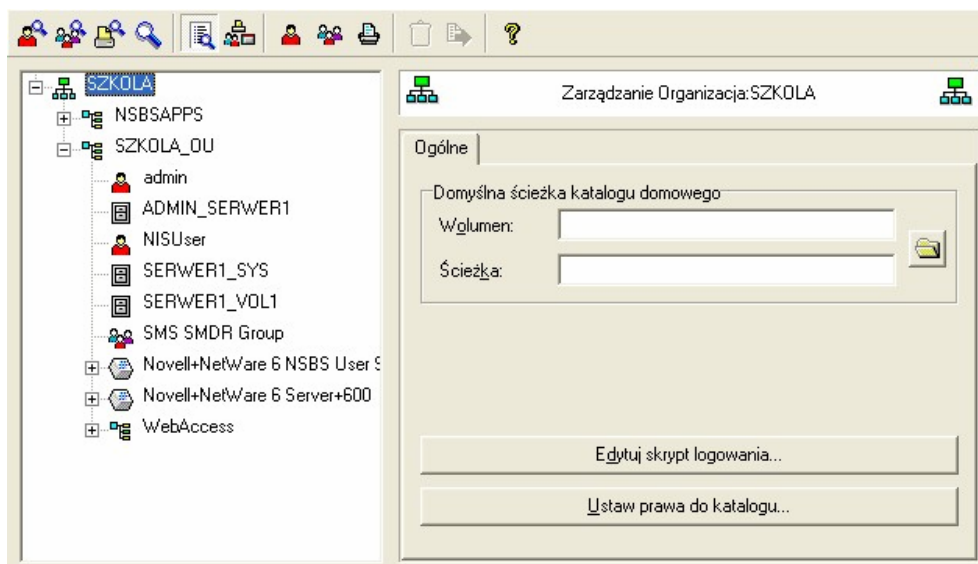 SZKOLA
NSBSAPPS
SZKOLA_OU
admin
ADMIN_SERWER1
NISUser
SERWER1_SYS
SERWER1_VOL1
SMS SMDR Group
Novell+NetWare 6 NSBS User S
Novell+NetWare 6 Server+600
WebAccess
Zarządzanie Organizacja:SZKOLA
Ogólne
Domyślna ścieżka katalogu domowego
Wolumen:
Ścieżka:
Edytuj skrypt logowania...
Ustaw prawa do katalogu...